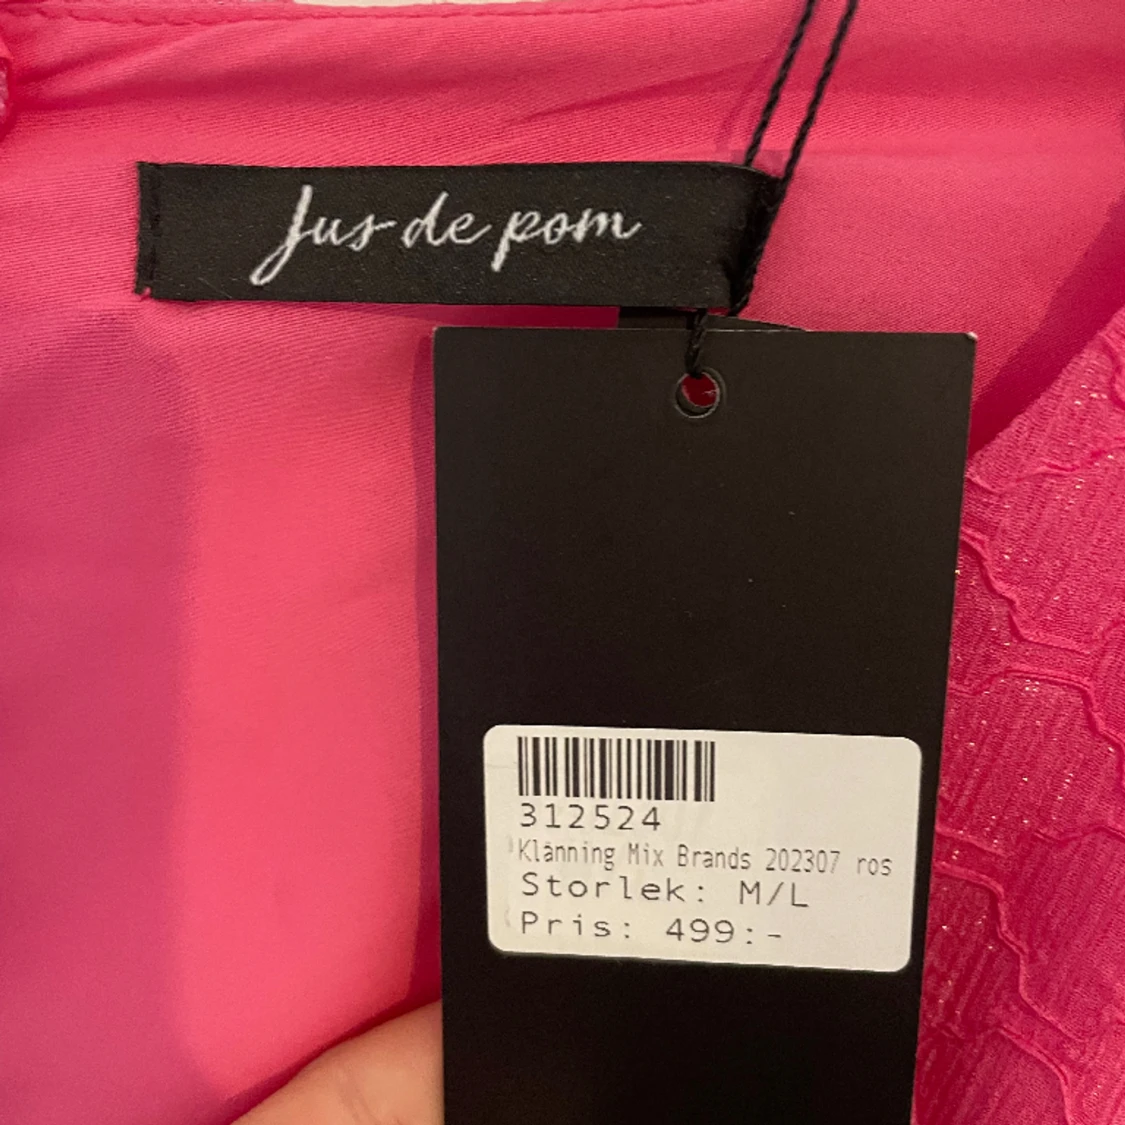 Jus de pom
312524
Klänning Mix Brands 202307 ros
Storlek: M/L
Pris: 499:-